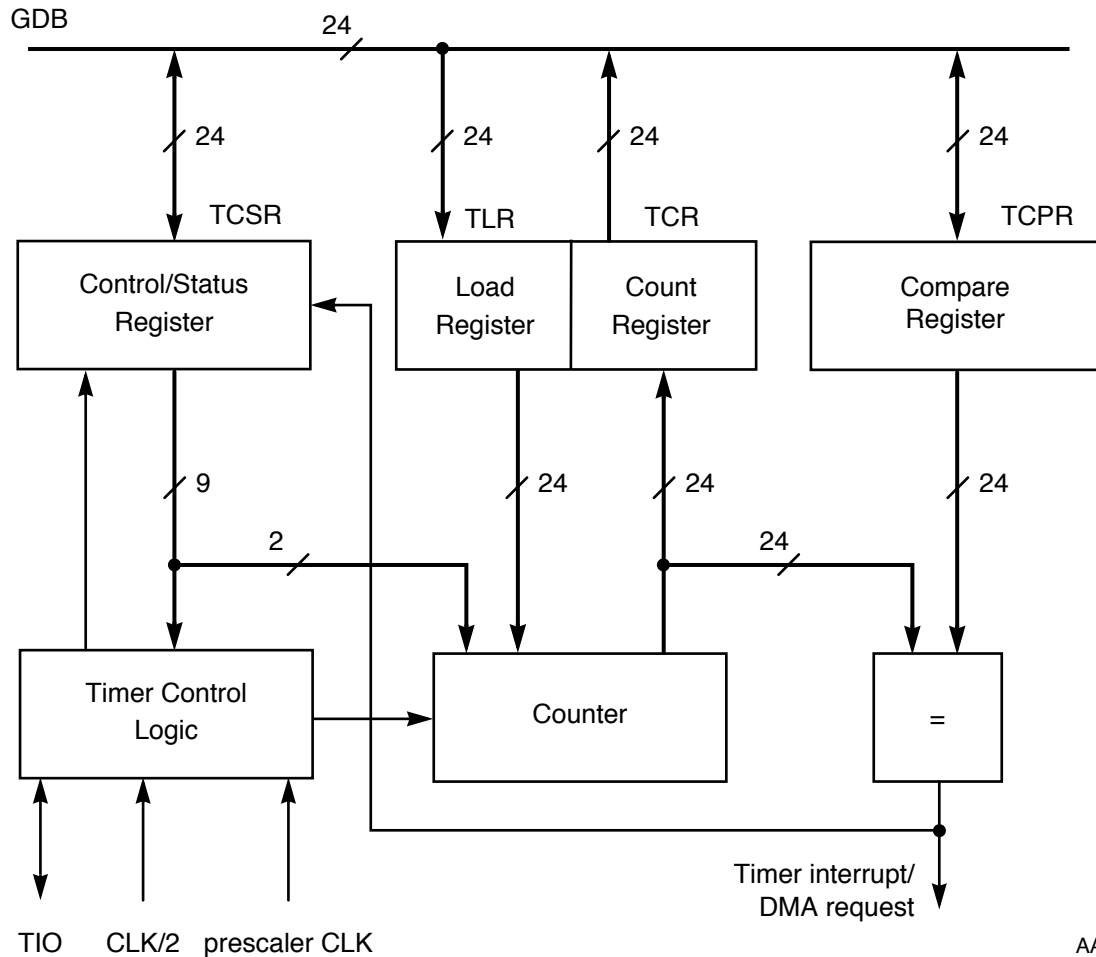 GDB
24
24
24
24
24
TCSR
TLR
TCR
TCPR
Control/Status
Register
Load
Register
Count
Register
Compare
Register
9
24
24
24
2
24
Timer Control
Logic
Counter
=
Timer interrupt/
DMA request
TIO
CLK/2
prescaler CLK
AA